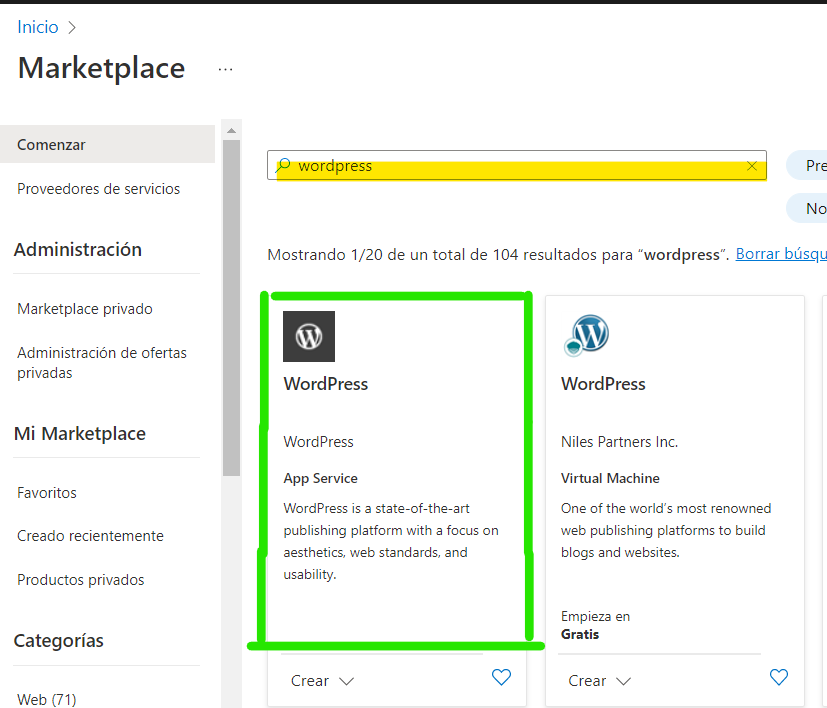 Inicio
Marketplace
Comenzar
Proveedores de servicios
Administración
Marketplace privado
Administración de ofertas
privadas
Mi Marketplace
Favoritos
Creado recientemente
Productos privados
Categorías
Web (71)
wordpress
Pre
No
Mostrando 1/20 de un total de 104 resultados para “wordpress”. Borrar búsqu
WordPress
WordPress
App Service
WordPress is a state-of-the-art
publishing platform with a focus on
aesthetics, web standards, and
usability.
Crear
WordPress
Niles Partners Inc.
Virtual Machine
One of the world’s most renowned
web publishing platforms to build
blogs and websites.
Empieza en
Gratis
Crear